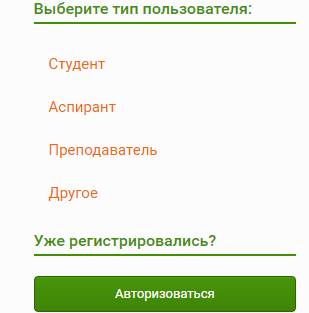 Выберите тип пользователя:
Студент
Аспирант
Преподаватель
Другое
Уже регистрировались?
Авторизоваться